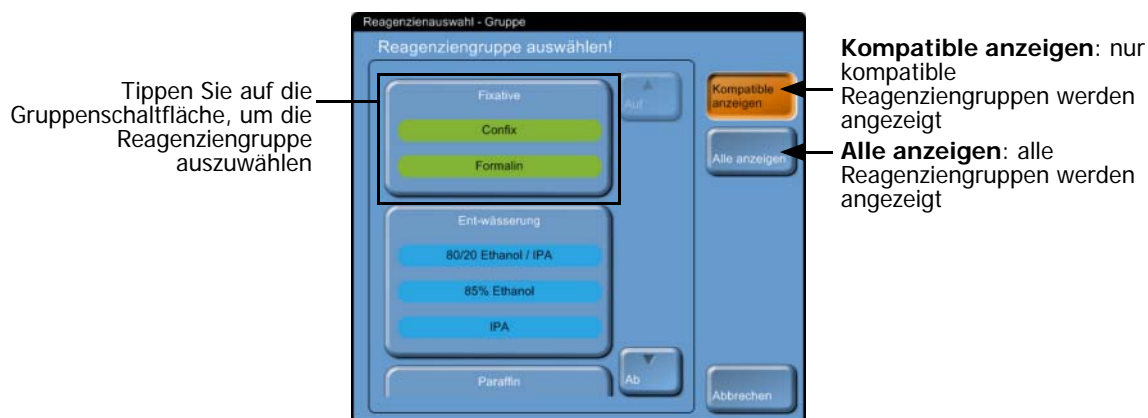 Reagenzienauswahl - Gruppe
Reagenziengruppe auswählen!
Tippen Sie auf die
Gruppenschaltfläche, um die
Reagenziengruppe
auszuwählen
Fixative
Confix
Formalin
Ent-wässerung
80/20 Ethanol / IPA
85% Ethanol
IPA
Paraffin
Auf
Ab
Kompatible
anzeigen
Alle anzeigen
Abbrechen
Kompatible anzeigen: nur
kompatible
Reagenziengruppen werden
angezeigt
Alle anzeigen: alle
Reagenziengruppen werden
angezeigt